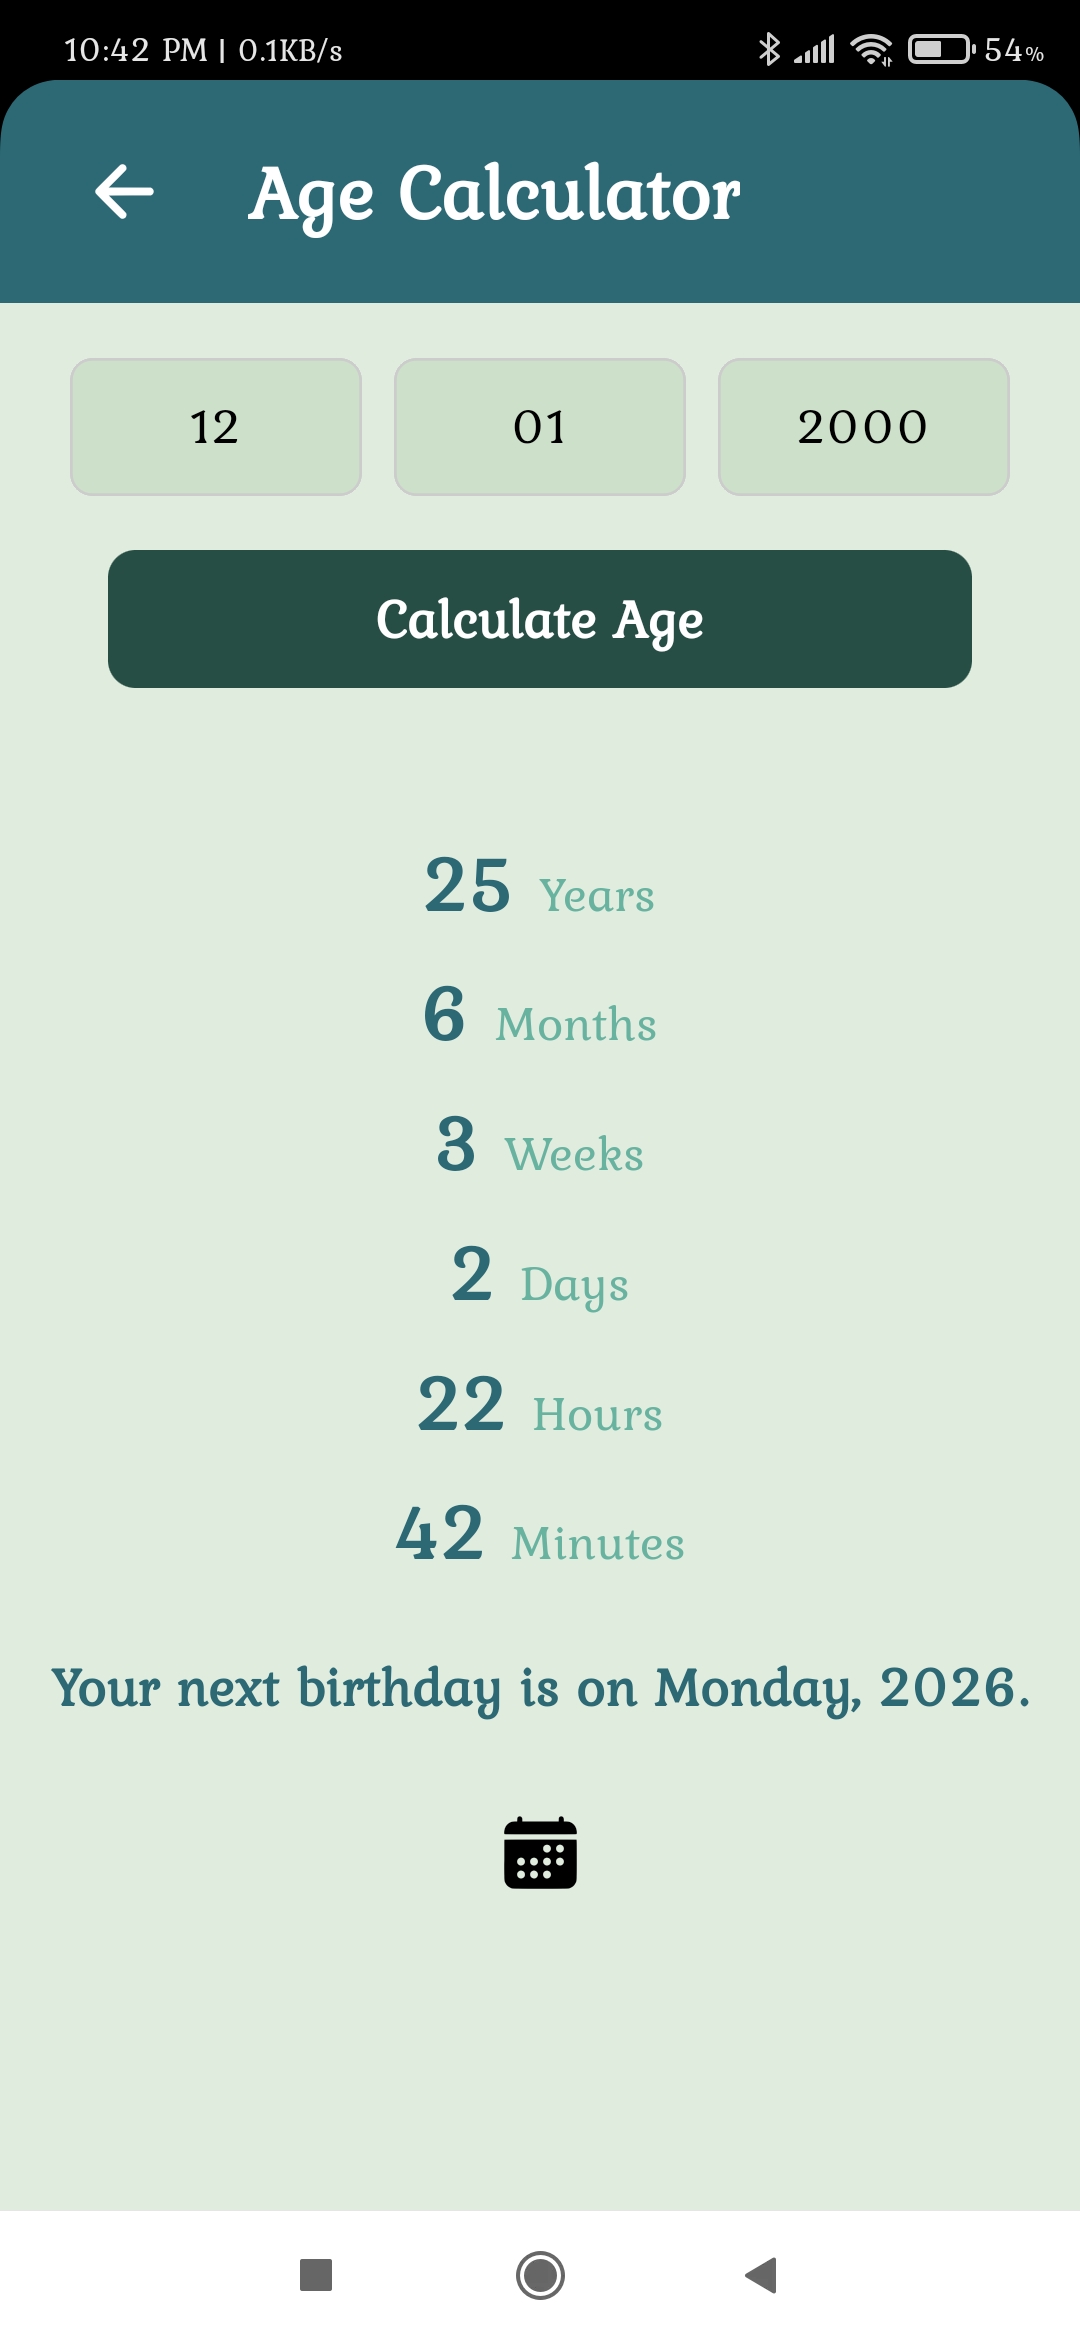 10:42 PM | 0.1KB/s 54%
Age Calculator
12 01 2000
Calculate Age
25 Years
6 Months
3 Weeks
2 Days
22 Hours
42 Minutes
Your next birthday is on Monday, 2026.